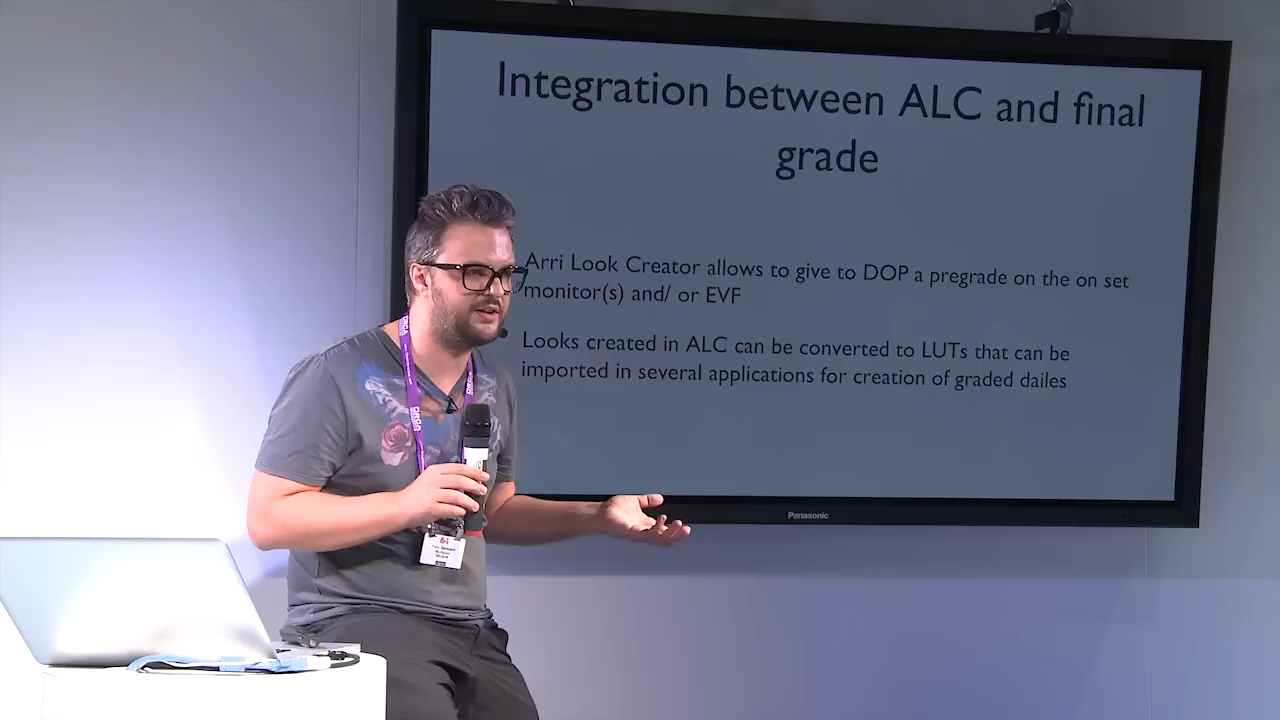 Integration between ALC and final
grade
Arri Look Creator allows to give to DOP a pregrade on the on set
monitor(s) and/ or EVF
Looks created in ALC can be converted to LUTs that can be
imported in several applications for creation of graded dailes
Panasonic
ORCA
ORCA